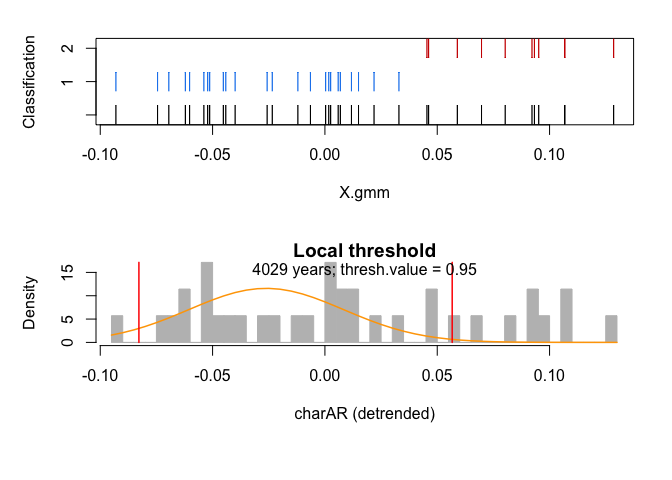 Classification
2
1
-0.10 -0.05 0.00 0.05 0.10
X.gmm
Local threshold
4029 years; thresh.value = 0.95
Density
15
5
0
-0.10 -0.05 0.00 0.05 0.10
charAR (detrended)